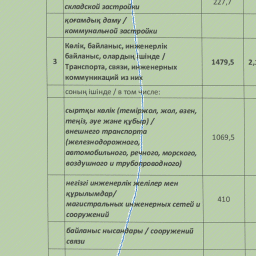 складской застройки
227,7
қоғамдық даму /
коммунальной застройки
Көлік, байланыс, инженерлік
байланыс, олардың ішінде /
3 Транспорта, связи, инженерных 1479,5 2,
коммуникаций из них
соның ішінде / в том числе:
сыртқы көлік (теміржол, жол, өзен,
теңіз, әуе және құбыр) /
внешнего транспорта
(железнодорожного, 1069,5
автомобильного, речного, морского,
воздушного и трубопроводного)
негізгі инженерлік желілер мен
құрылымдар/
магистральных инженерных сетей и 410
сооружений
байланыс нысандары / сооружений
связи